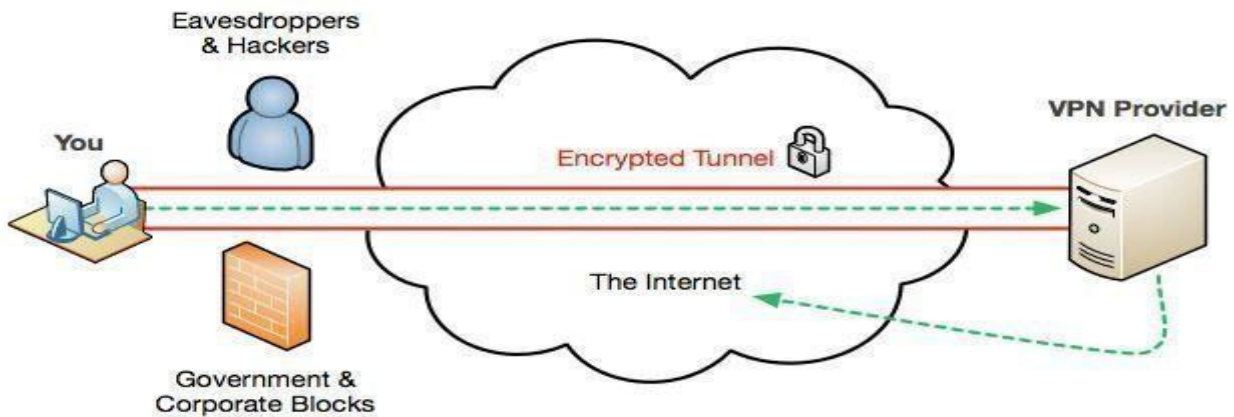 Eavesdroppers
& Hackers
You
VPN Provider
Encrypted Tunnel
The Internet
Government &
Corporate Blocks